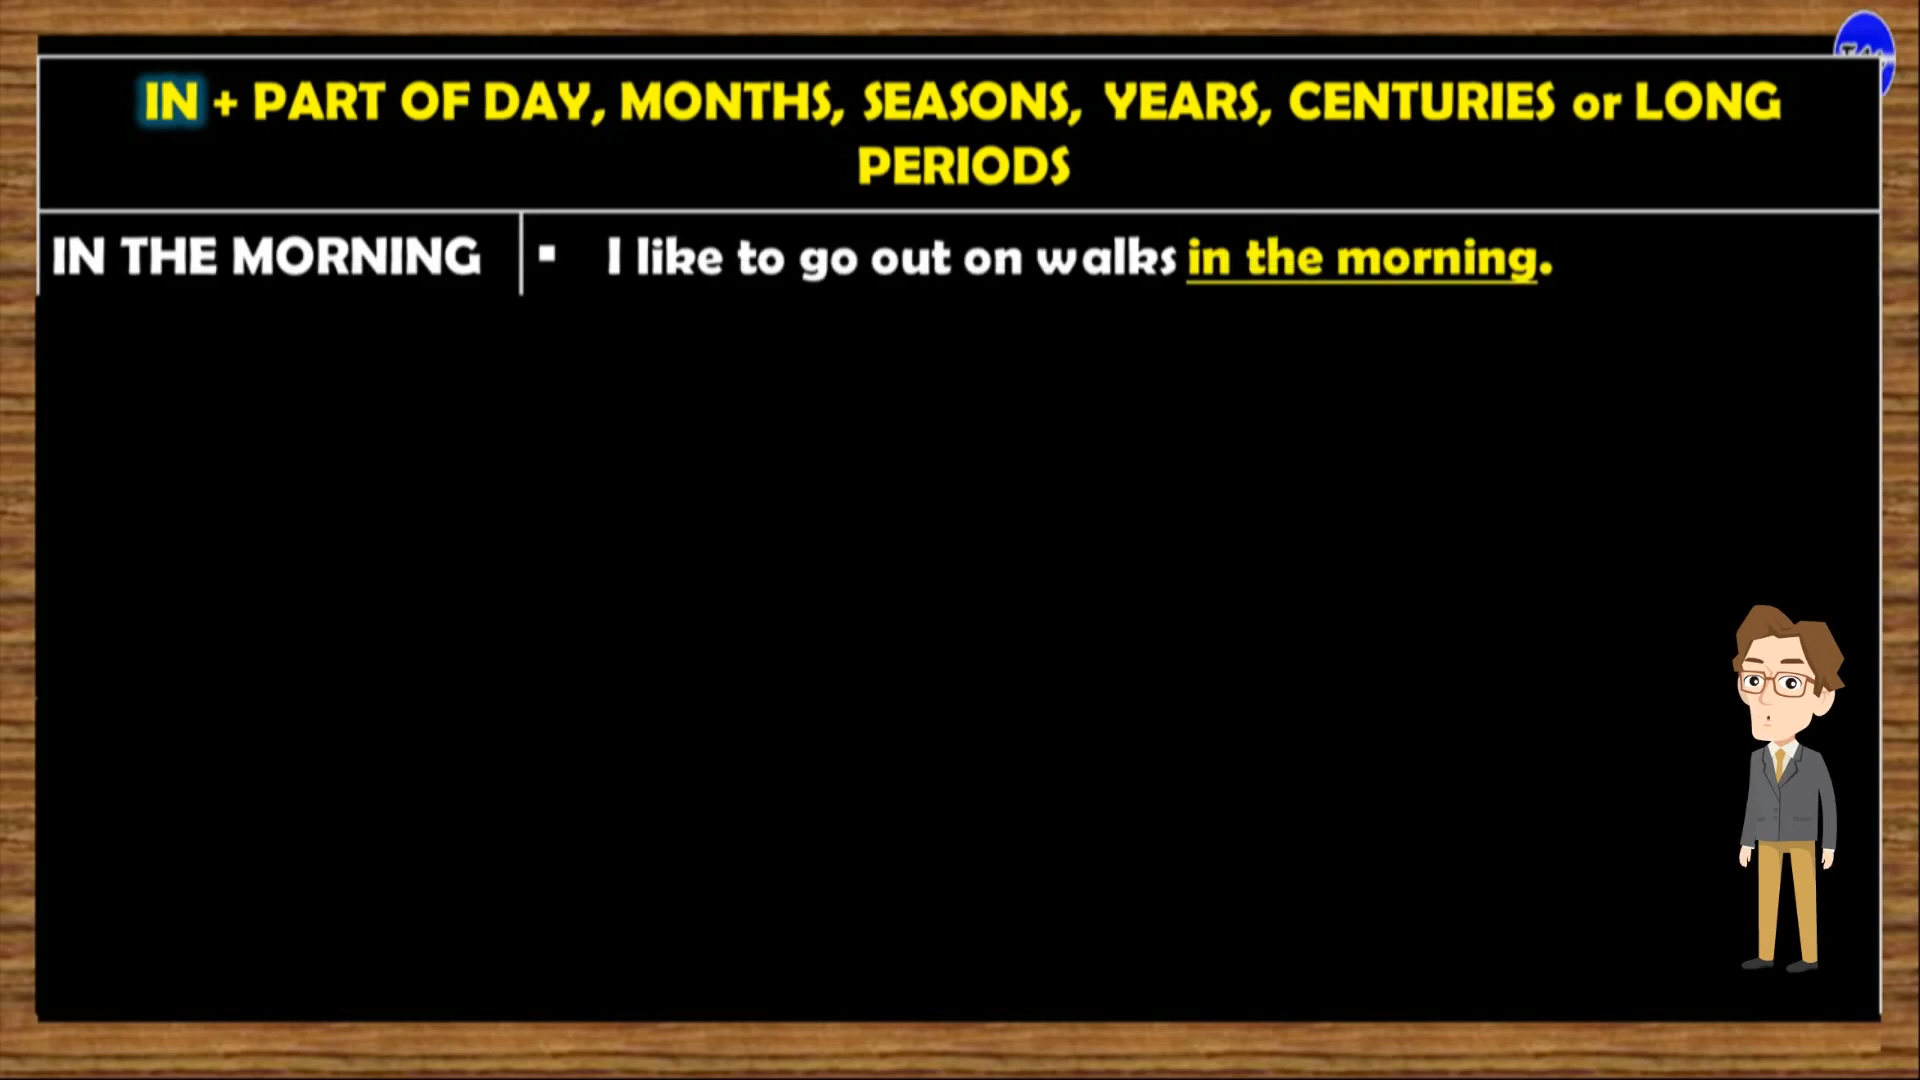 IN + PART OF DAY, MONTHS, SEASONS, YEARS, CENTURIES or LONG
PERIODS
IN THE MORNING
▪ I like to go out on walks in the morning.